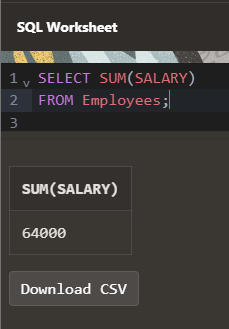 SQL Worksheet
1 SELECT SUM(SALARY)
2 FROM Employees;
3
SUM(SALARY)
64000
Download CSV